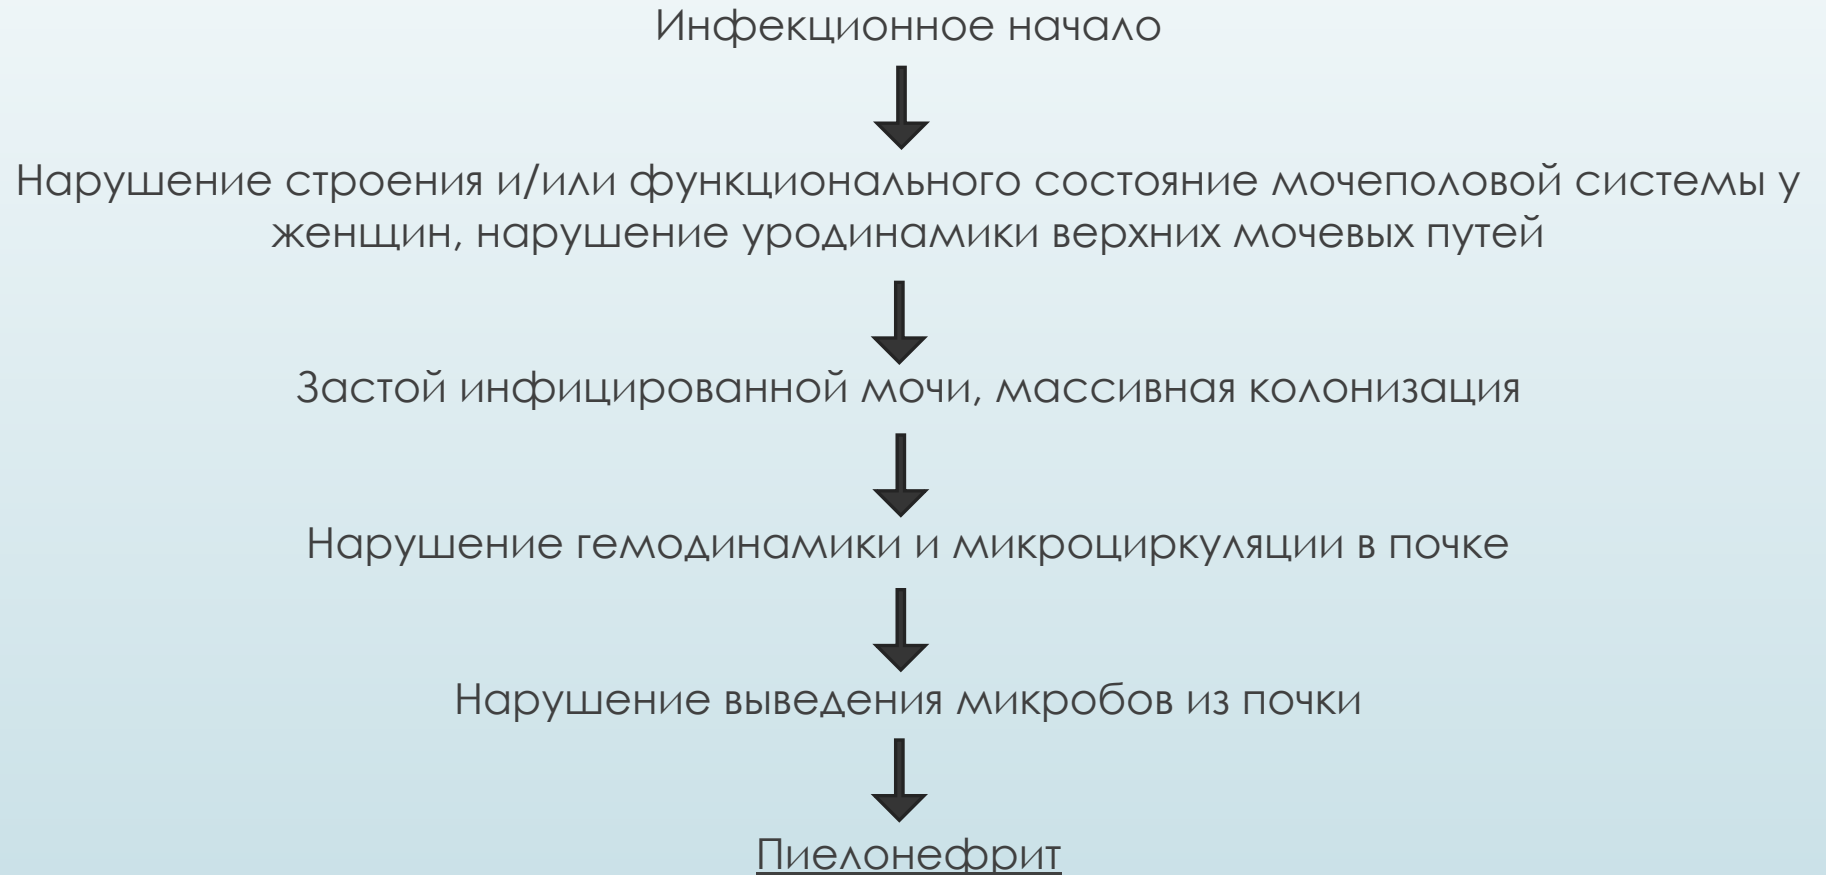 Инфекционное начало
Нарушение строения и/или функционального состояние мочеполовой системы у
женщин, нарушение уродинамики верхних мочевых путей
Застой инфицированной мочи, массивная колонизация
Нарушение гемодинамики и микроциркуляции в почке
Нарушение выведения микробов из почки
Пиелонефрит